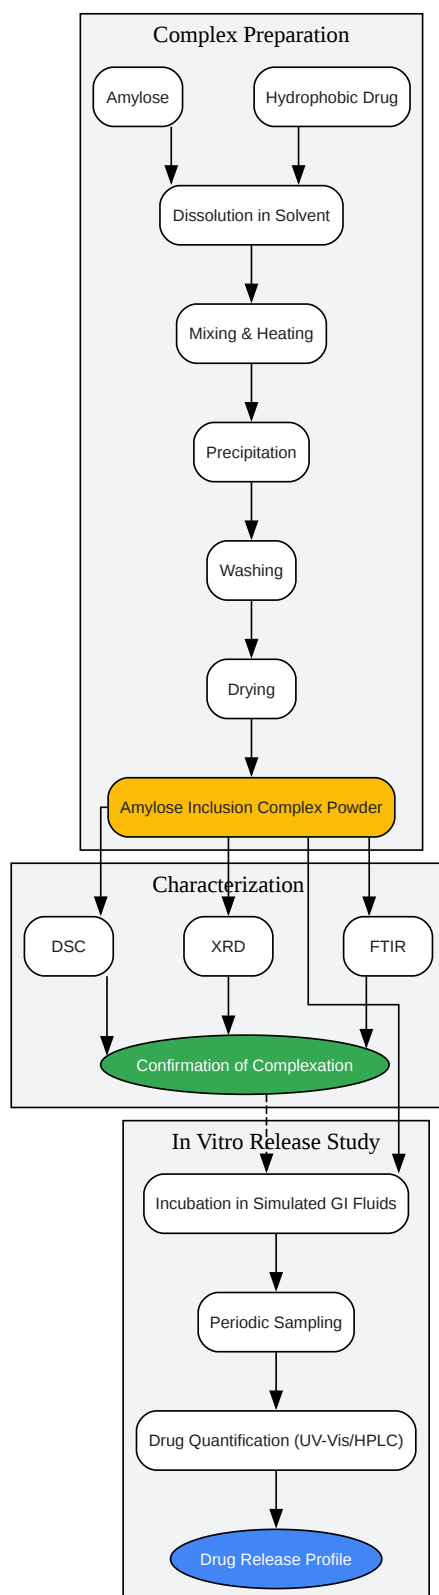 Complex Preparation
Amylose
Hydrophobic Drug
Dissolution in Solvent
Mixing & Heating
Precipitation
Washing
Drying
Amylose Inclusion Complex Powder
Characterization
DSC
XRD
FTIR
Confirmation of Complexation
In Vitro Release Study
Incubation in Simulated GI Fluids
Periodic Sampling
Drug Quantification (UV-Vis/HPLC)
Drug Release Profile